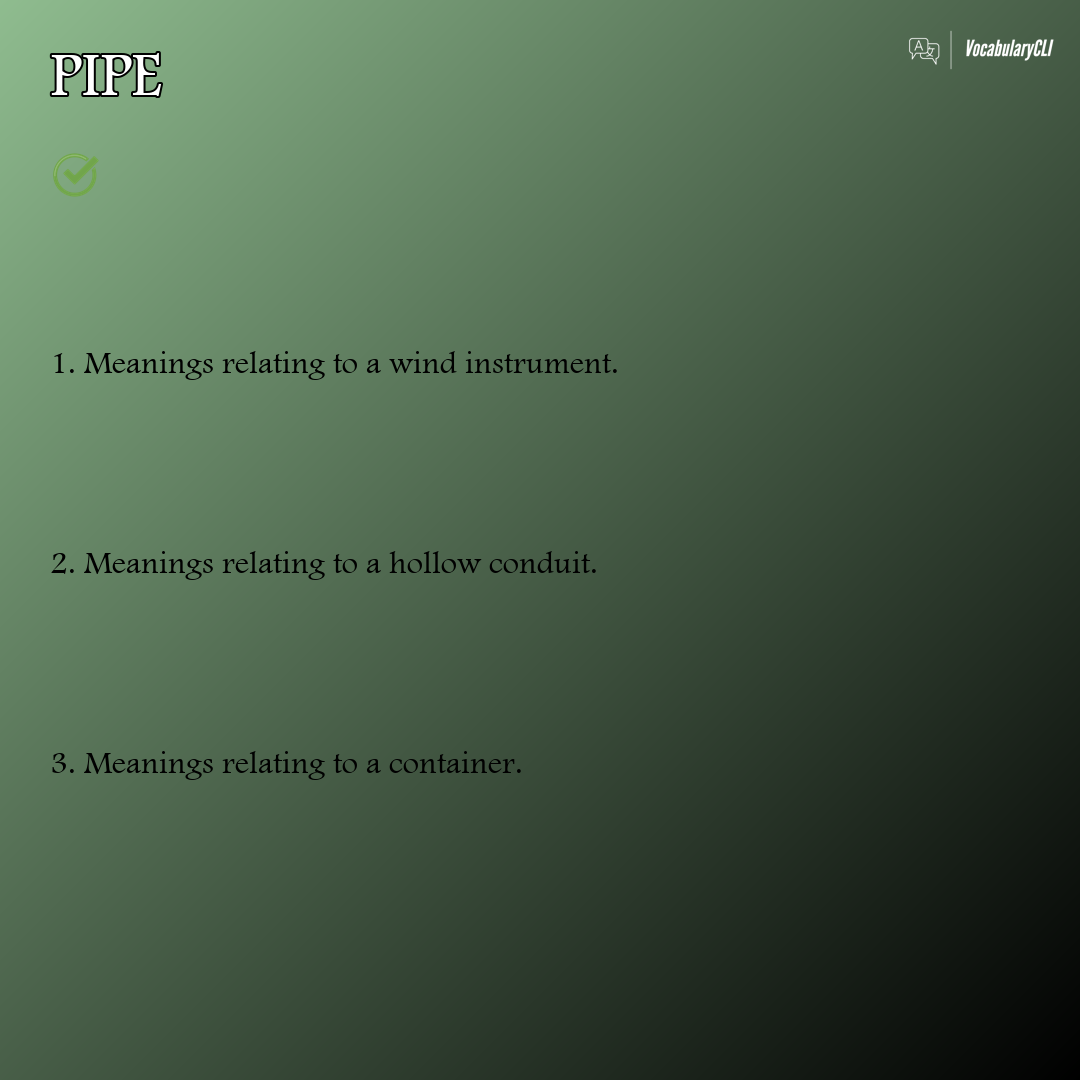 PIPE
VocabularyCLI
1. Meanings relating to a wind instrument.
2. Meanings relating to a hollow conduit.
3. Meanings relating to a container.